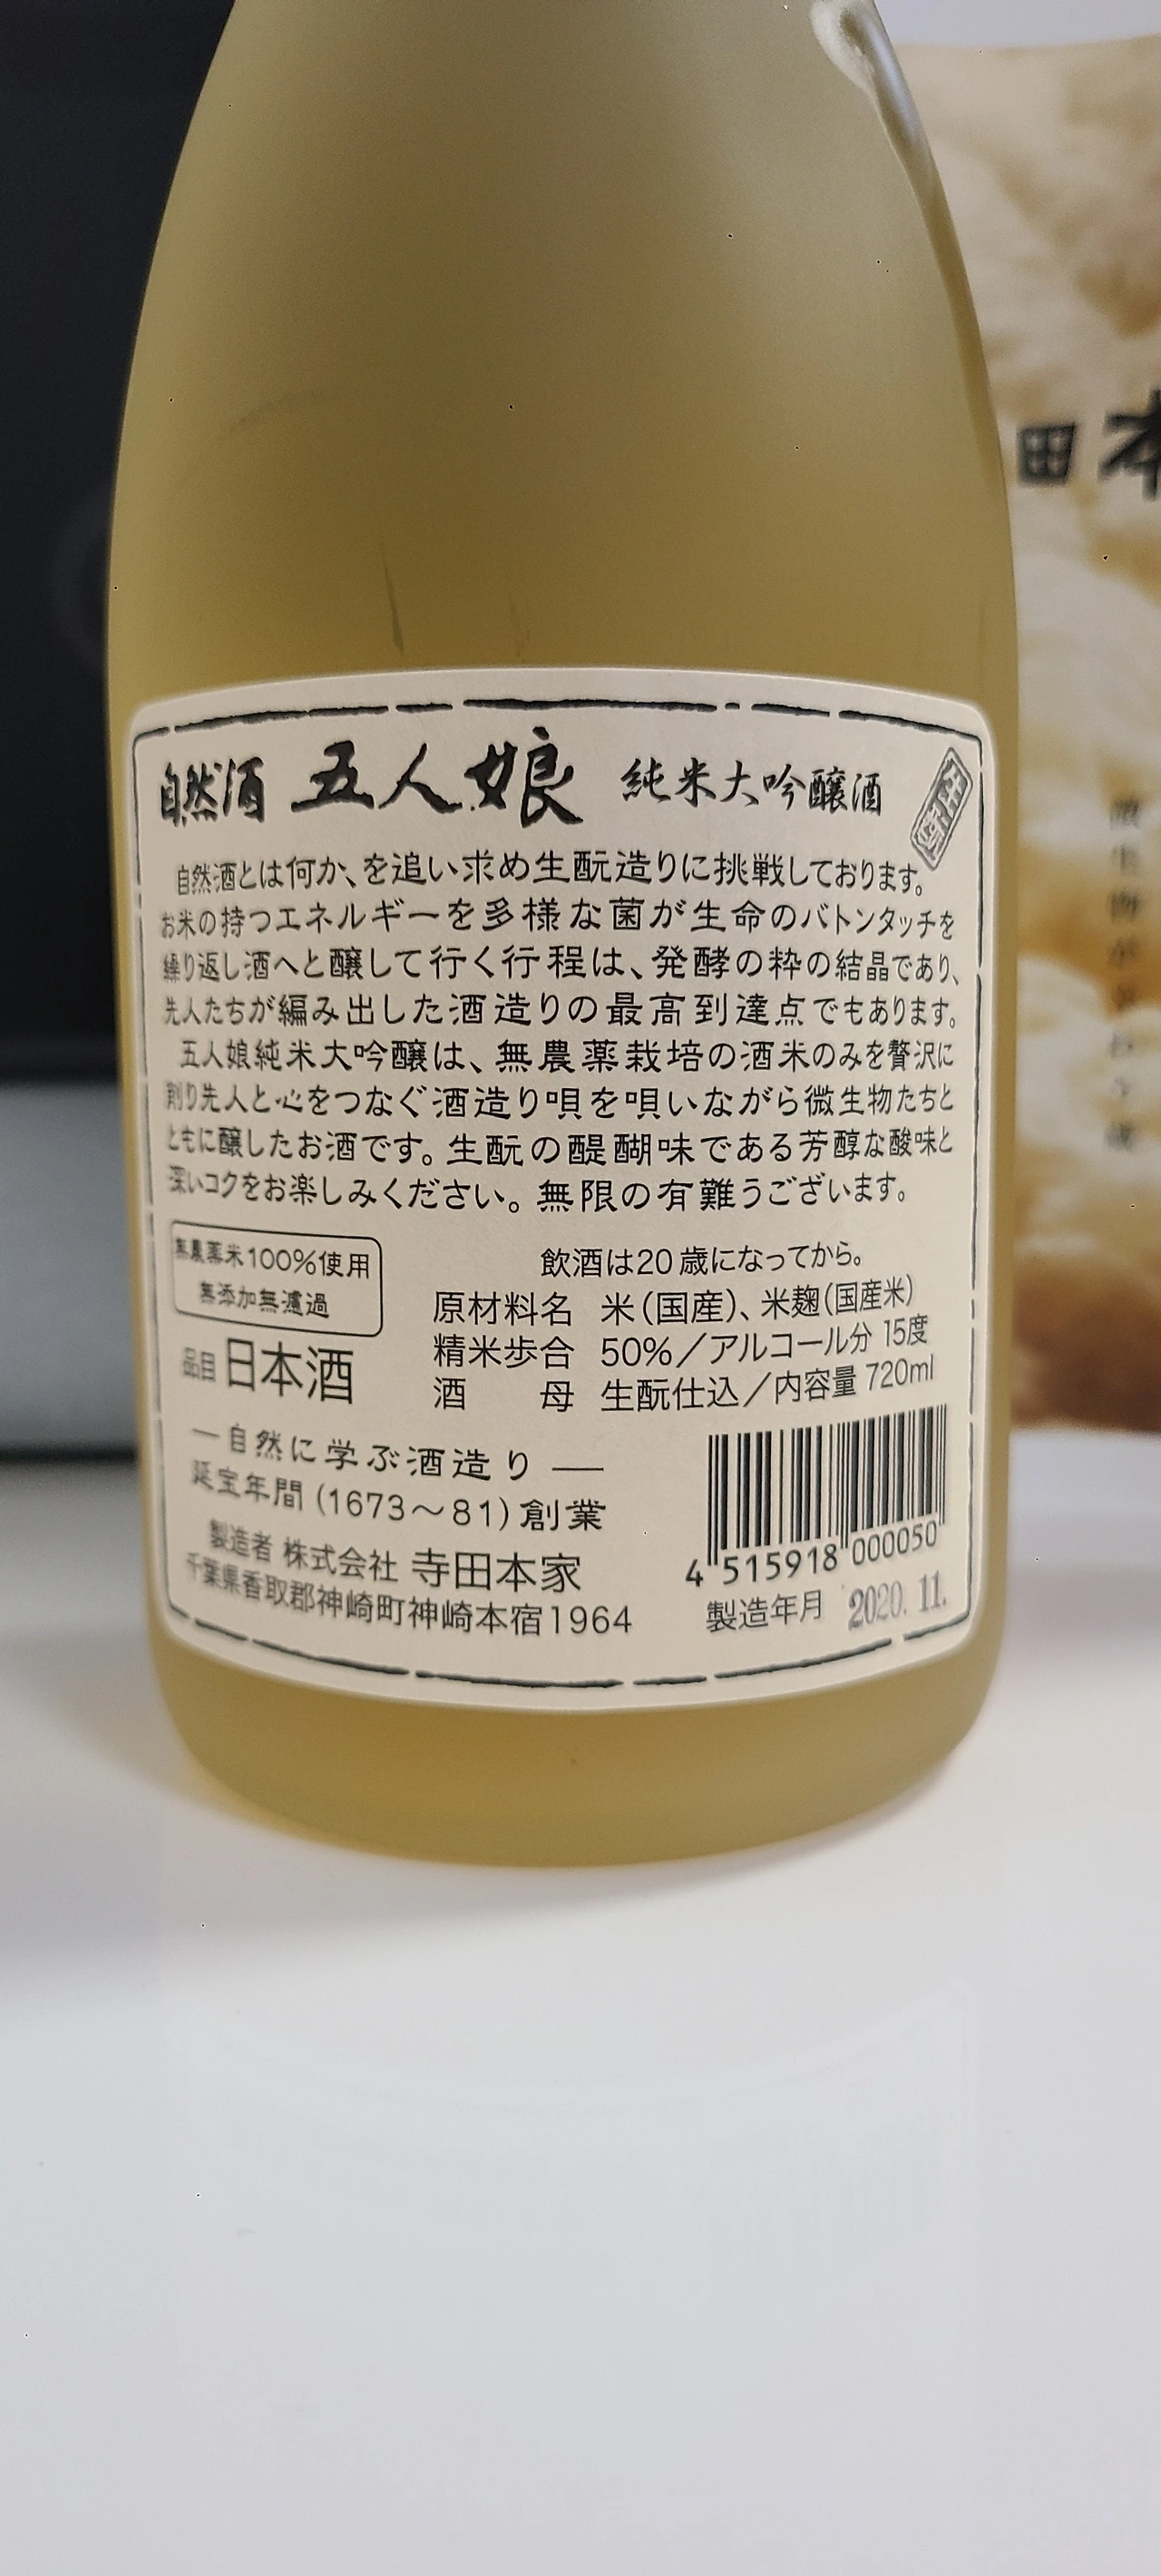 自然酒 五人娘 純米大吟醸酒
自然酒とは何か、を追い求め生酛造りに挑戦しております。
お米の持つエネルギーを多様な菌が生命のバトンタッチを
繰り返し酒へと醸して行く行程は、発酵の粋の結晶であり、
先人たちが編み出した酒造りの最高到達点でもあります。
五人娘純米大吟醸は、無農薬栽培の酒米のみを贅沢に
削り先人と心をつなぐ酒造り唄を唄いながら微生物たちと
ともに醸したお酒です。生酛の醍醐味である芳醇な酸味と
深いコクをお楽しみください。無限の有難うございます。
無農薬米100%使用
無添加無濾過
品目 日本酒
飲酒は20歳になってから。
原材料名 米(国産)、米麹(国産米)
精米歩合 50%/アルコール分 15度
酒母 生酛仕込/内容量 720ml
—自然に学ぶ酒造り—
延宝年間(1673〜81)創業
製造者 株式会社 寺田本家
千葉県香取郡神崎町神崎本宿1964
4 515918 000050
製造年月 2020. 11.
田本